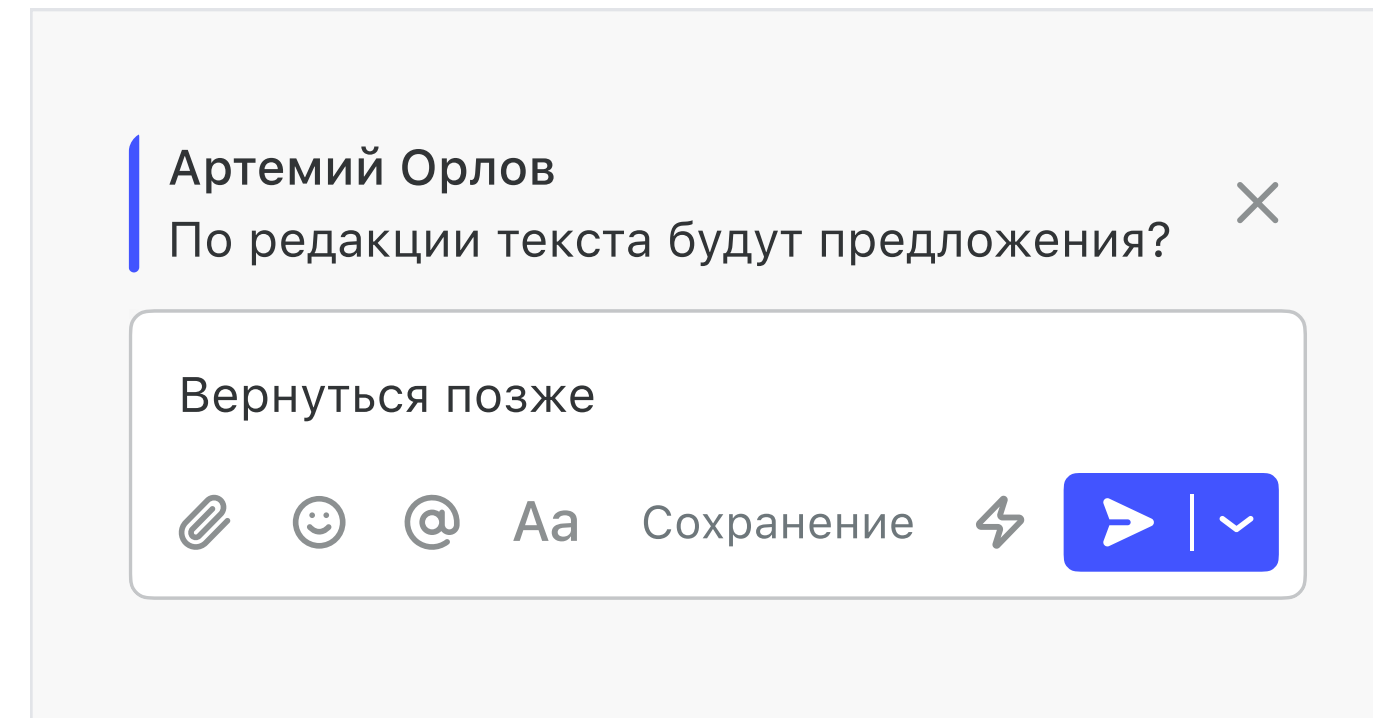 Артемий Орлов
По редакции текста будут предложения?
Вернуться позже
Aa Сохранение